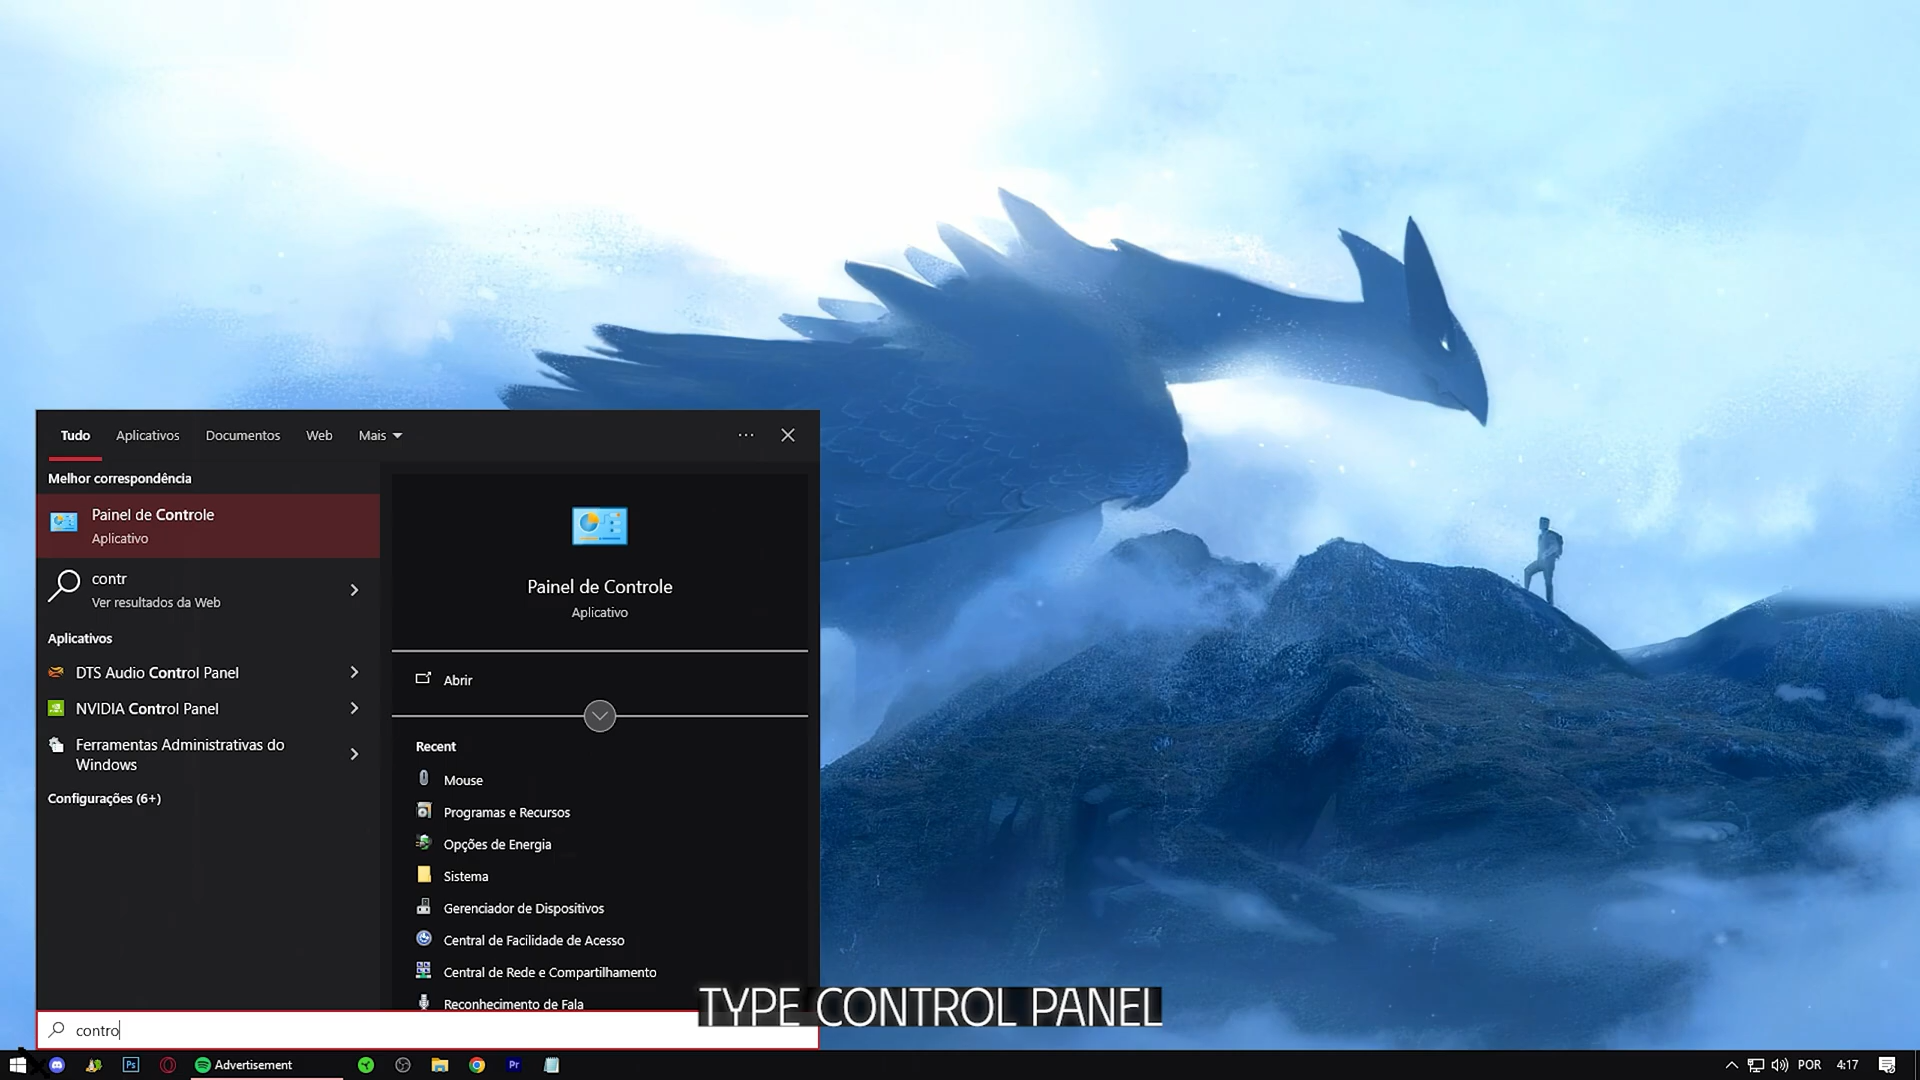 Tudo Aplicativos Documentos Web Mais
Melhor correspondência
Painel de Controle
Aplicativo
contr
Ver resultados da Web
Aplicativos
DTS Audio Control Panel
NVIDIA Control Panel
Ferramentas Administrativas do
Windows
Configurações (6+)
Painel de Controle
Aplicativo
Abrir
Recent
Mouse
Programas e Recursos
Opções de Energia
Sistema
Gerenciador de Dispositivos
Central de Facilidade de Acesso
Central de Rede e Compartilhamento
Reconhecimento de Fala
TYPE CONTROL PANEL
contro
Ps Advertisement Pr POR 4:17